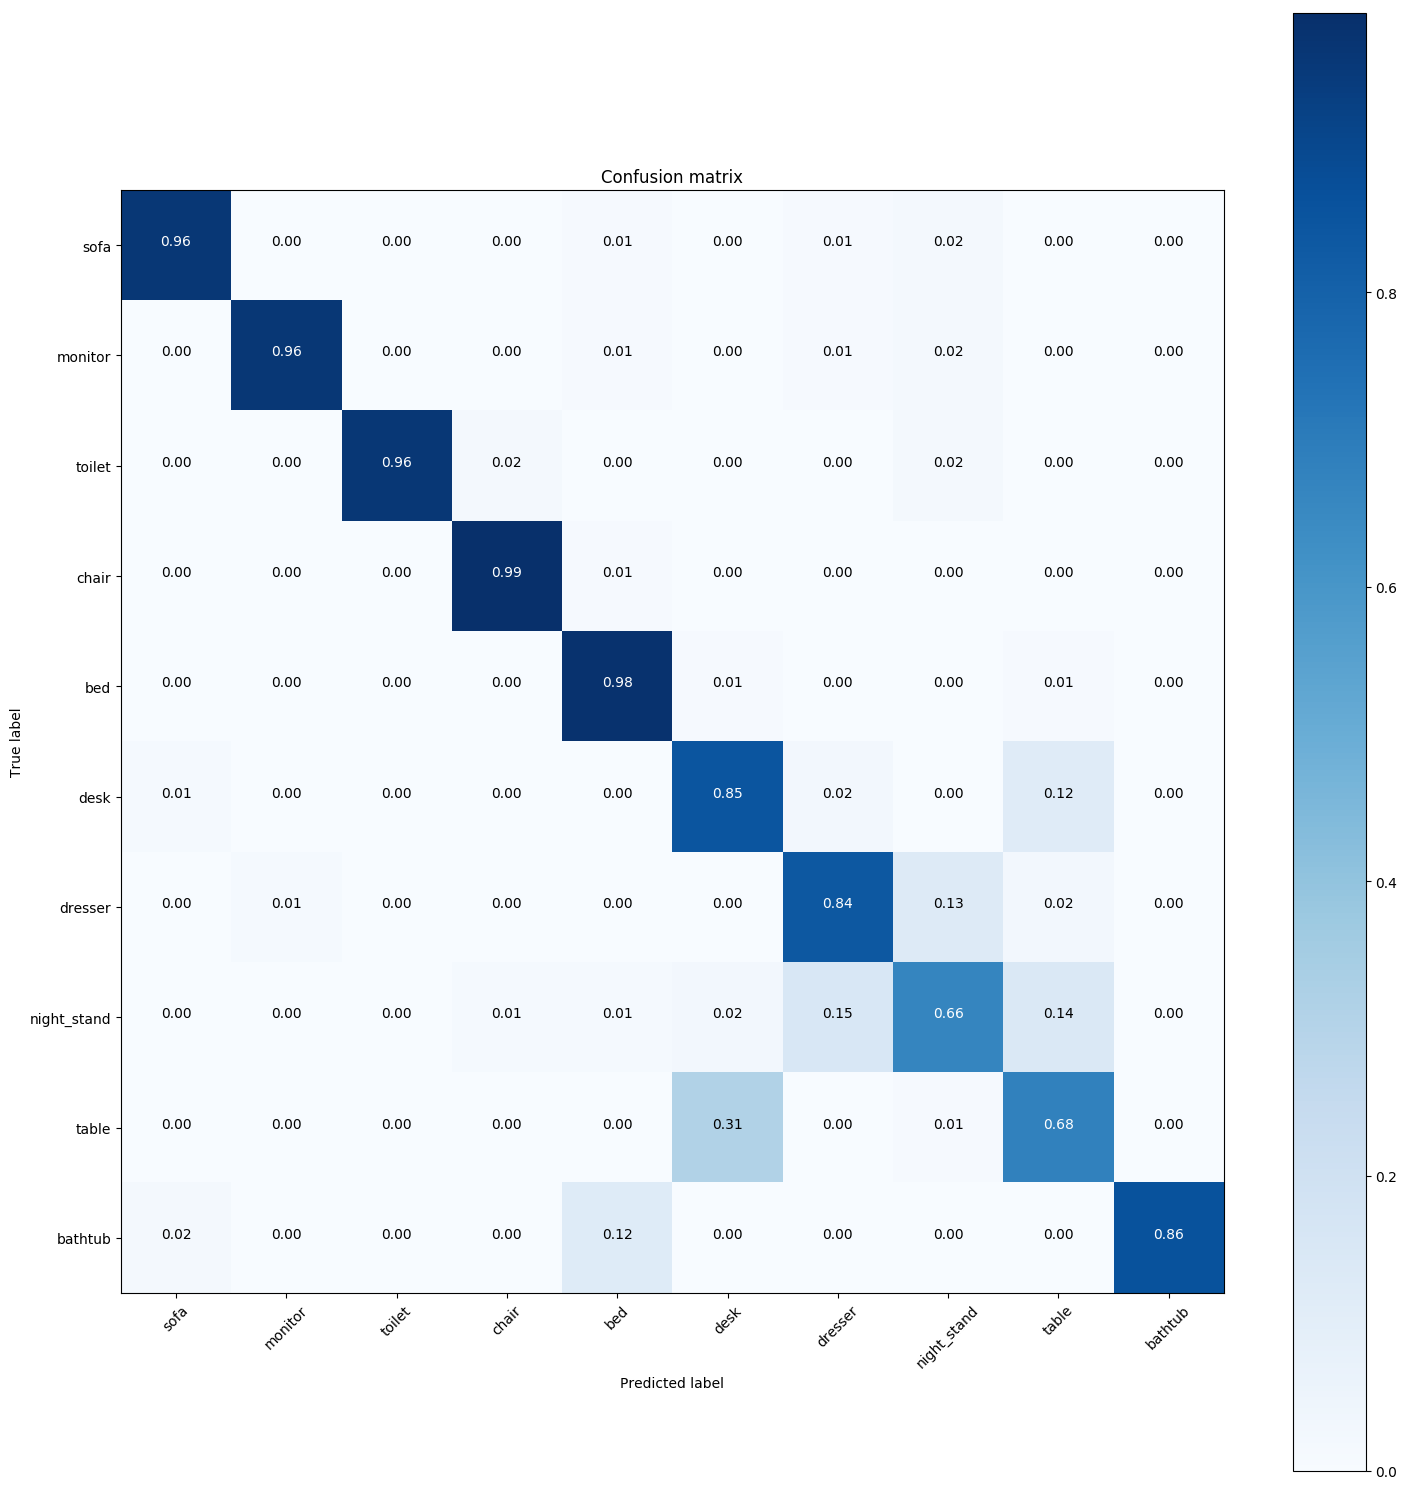 Confusion matrix
sofa 0.96 0.00 0.00 0.00 0.01 0.00 0.01 0.02 0.00 0.00
monitor 0.00 0.96 0.00 0.00 0.01 0.00 0.01 0.02 0.00 0.00
toilet 0.00 0.00 0.96 0.02 0.00 0.00 0.00 0.02 0.00 0.00
chair 0.00 0.00 0.00 0.99 0.01 0.00 0.00 0.00 0.00 0.00
bed 0.00 0.00 0.00 0.00 0.98 0.01 0.00 0.00 0.01 0.00
desk 0.01 0.00 0.00 0.00 0.00 0.85 0.02 0.00 0.12 0.00
dresser 0.00 0.01 0.00 0.00 0.00 0.00 0.84 0.13 0.02 0.00
night_stand 0.00 0.00 0.00 0.01 0.01 0.02 0.15 0.66 0.14 0.00
table 0.00 0.00 0.00 0.00 0.00 0.31 0.00 0.01 0.68 0.00
bathtub 0.02 0.00 0.00 0.00 0.12 0.00 0.00 0.00 0.00 0.86
sofa monitor toilet chair bed desk dresser night_stand table bathtub
Predicted label
True label
0.8
0.6
0.4
0.2
0.0